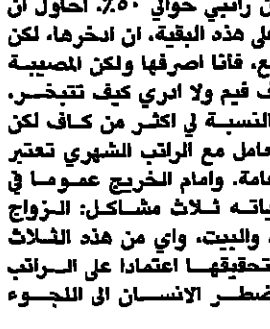 ن راتبي حوالي ٥٠٪. احاول ان
على هذه البقية، ان ادخرها، لكن
ع، فانا اصرفها ولكن المصيبة
ف فيم ولا ادري كيف تتبخر.
النسبة لي اكثر من كاف لكن
عامل مع الراتب الشهري تعتبر
عامة. وامام الخريج عموما في
ياته ثلاث مشاكل: الزواج
والبيت، واي من هذه الثلاث
تحقيقها اعتمادا على الراتب
ضطر الانسان الى اللجوء